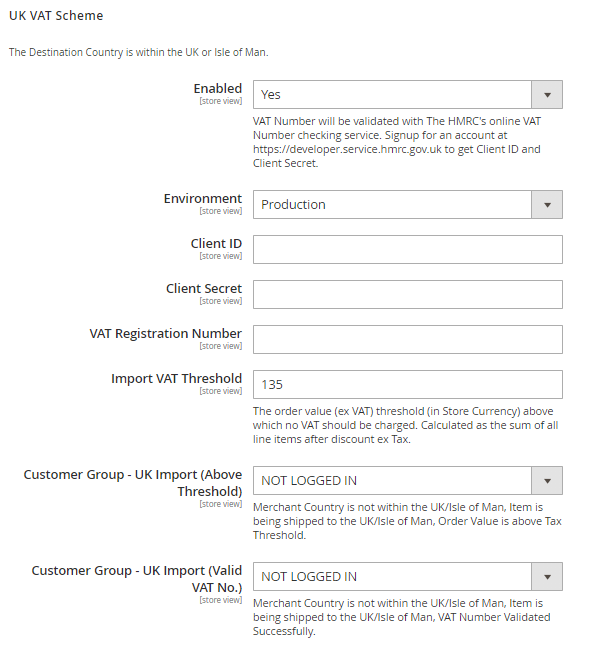 UK VAT Scheme
The Destination Country is within the UK or Isle of Man.
Enabled
[store view]
Yes
VAT Number will be validated with The HMRC's online VAT
Number checking service. Signup for an account at
https://developer.service.hmrc.gov.uk to get Client ID and
Client Secret.
Environment
[store view]
Production
Client ID
[store view]
Client Secret
[store view]
VAT Registration Number
[store view]
Import VAT Threshold
[store view]
135
The order value (ex VAT) threshold (in Store Currency) above
which no VAT should be charged. Calculated as the sum of all
line items after discount ex Tax.
Customer Group - UK Import (Above
Threshold)
[store view]
NOT LOGGED IN
Merchant Country is not within the UK/Isle of Man, Item is
being shipped to the UK/Isle of Man, Order Value is above Tax
Threshold.
Customer Group - UK Import (Valid
VAT No.)
[store view]
NOT LOGGED IN
Merchant Country is not within the UK/Isle of Man, Item is
being shipped to the UK/Isle of Man, VAT Number Validated
Successfully.